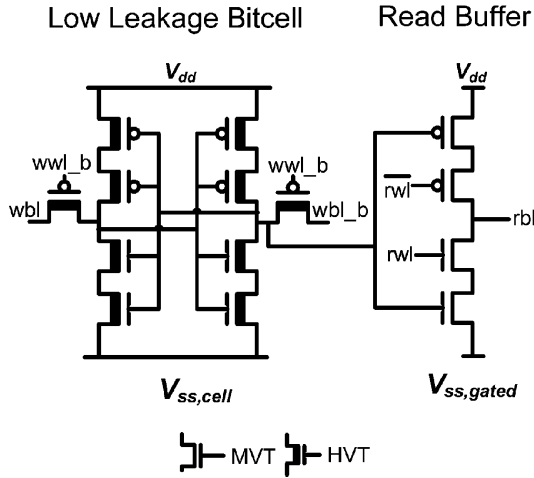 Low Leakage Bitcell Read Buffer
Vdd Vdd
wwl_b wwl_b
wbl wbl_b
rwl
rbl
rwl
Vss,cell Vss,gated
MVT HVT